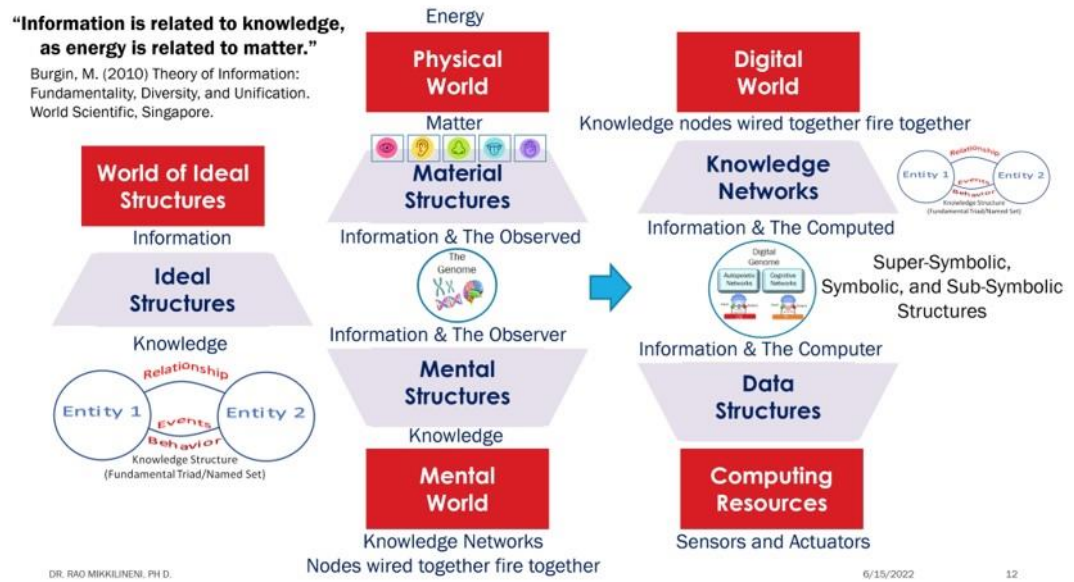 “Information is related to knowledge,
as energy is related to matter.”
Burgin, M. (2010) Theory of Information:
Fundamentality, Diversity, and Unification.
World Scientific, Singapore.
World of Ideal
Structures
Information
Ideal
Structures
Knowledge
Relationship
Entity 1
Entity 2
Events
Behavior
Knowledge Structure
(Fundamental Triad/Named Set)
Energy
Physical
World
Matter
Material
Structures
Information & The Observed
The
Genome
Information & The Observer
Mental
Structures
Knowledge
Mental
World
Knowledge Networks
Nodes wired together fire together
Digital
World
Knowledge nodes wired together fire together
Knowledge
Networks
Relationship
Entity 1
Entity 2
Events
Behavior
Knowledge Structure
(Fundamental Triad/Named Set)
Information & The Computed
Digital
Genome
Autopoietic
Networks
Cognitive
Networks
Super-Symbolic,
Symbolic, and Sub-Symbolic
Structures
Information & The Computer
Data
Structures
Computing
Resources
Sensors and Actuators
DR. RAO MIKKILINENI, PH D.
6/15/2022
12